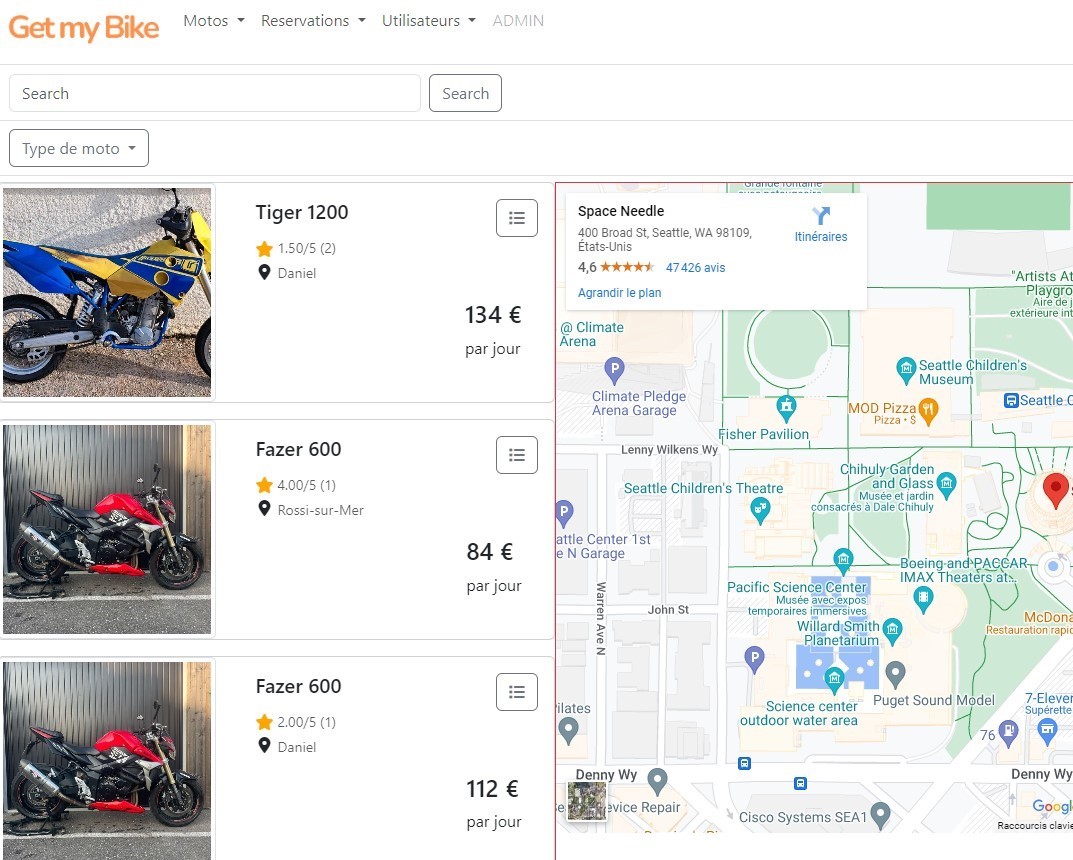 Get my Bike
Motos
Reservations
Utilisateurs
ADMIN
Search
Search
Type de moto
Tiger 1200
1.50/5 (2)
Daniel
134 €
par jour
Fazer 600
4.00/5 (1)
Rossi-sur-Mer
84 €
par jour
Fazer 600
2.00/5 (1)
Daniel
112 €
par jour
Grande fontaine
Space Needle
400 Broad St, Seattle, WA 98109,
États-Unis
4,6
47 426 avis
Agrandir le plan
Itinéraires
"Artists At
Playgro
Aire de j
extérieure int
@ Climate
Arena
P
Climate Pledge
Arena Garage
Seattle Children's
Museum
MOD Pizza
Pizza • $
Seattle C
Fisher Pavilion
Lenny Wilkens Wy
Chihuly Garden
and Glass
Musée et jardin
consacrés à Dale Chihuly
Seattle Children's Theatre
P
attle Center 1st
e N Garage
Boeing and PACCAR
IMAX Theaters at...
Pacific Science Center
Musée avec expos
temporaires immersives
Warren Ave N
John St
Willard Smith
Planetarium
McDona
Restauration rapid
P
Puget Sound Model
Science center
outdoor water area
7-Eleven
Supérette
76
ilates
Denny Wy
Denny Wy
evice Repair
Cisco Systems SEA1
Google
Raccourcis clavie